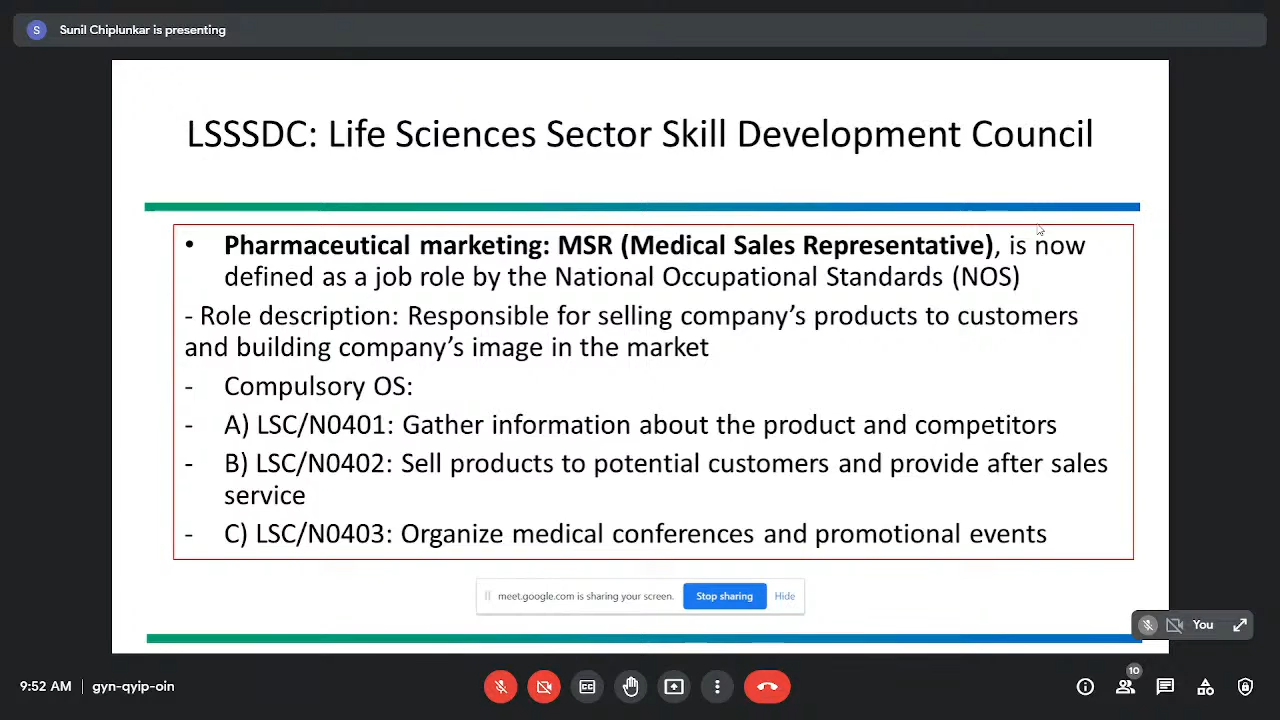 S Sunil Chiplunkar is presenting
LSSSDC: Life Sciences Sector Skill Development Council
• Pharmaceutical marketing: MSR (Medical Sales Representative), is now
defined as a job role by the National Occupational Standards (NOS)
- Role description: Responsible for selling company’s products to customers
and building company’s image in the market
- Compulsory OS:
- A) LSC/N0401: Gather information about the product and competitors
- B) LSC/N0402: Sell products to potential customers and provide after sales
service
- C) LSC/N0403: Organize medical conferences and promotional events
meet.google.com is sharing your screen. Stop sharing Hide
You
9:52 AM | gyn-qyip-oin
10